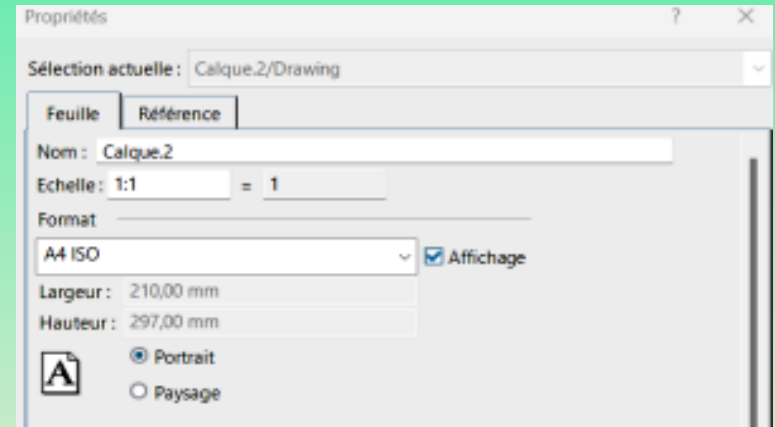 Propriétés ? ×
Sélection actuelle : Calque.2/Drawing
Feuille Référence
Nom : Calque.2
Echelle : 1:1 = 1
Format
A4 ISO Affichage
Largeur : 210,00 mm
Hauteur : 297,00 mm
A Portrait
Paysage